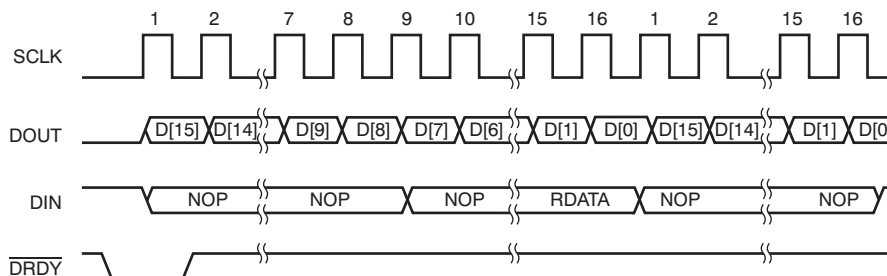 1 2 7 8 9 10 15 16 1 2 15 16
SCLK
DOUT D[15] D[14] D[9] D[8] D[7] D[6] D[1] D[0] D[15] D[14] D[1] D[0
DIN NOP NOP NOP RDATA NOP NOP
DRDY